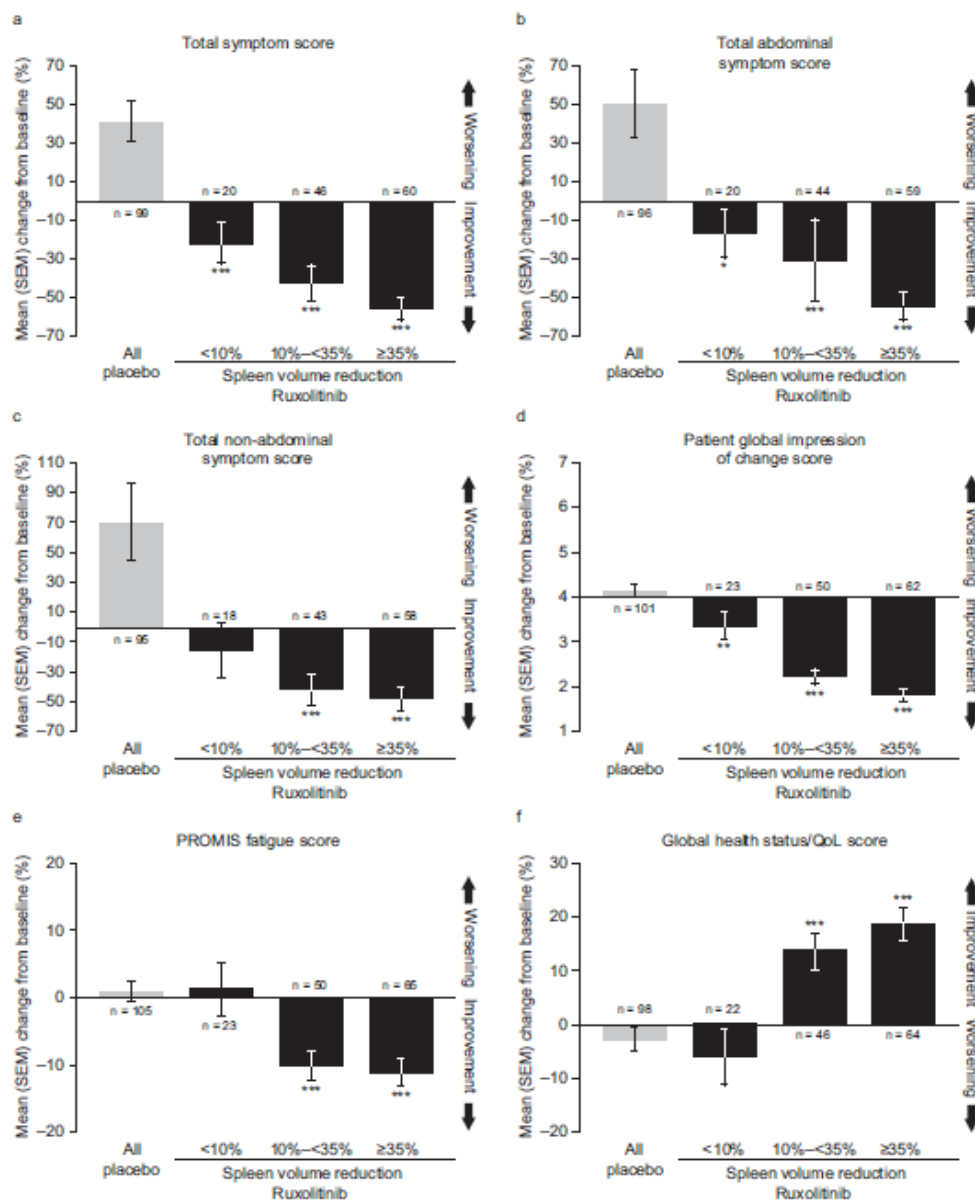 a
Total symptom score
Mean (SEM) change from baseline (%)
70
50
30
10
−10
−30
−50
−70
n = 99
n = 20
n = 46
n = 60
***
***
***
Worsening
Improvement
All placebo
<10%
10%–<35%
≥35%
Spleen volume reduction
Ruxolitinib
b
Total abdominal
symptom score
Mean (SEM) change from baseline (%)
70
50
30
10
−10
−30
−50
−70
n = 96
n = 20
n = 44
n = 59
*
***
***
Worsening
Improvement
All placebo
<10%
10%–<35%
≥35%
Spleen volume reduction
Ruxolitinib
c
Total non-abdominal
symptom score
Mean (SEM) change from baseline (%)
110
90
70
50
30
10
−10
−30
−50
−70
n = 95
n = 18
n = 43
n = 58
***
***
Worsening
Improvement
All placebo
<10%
10%–<35%
≥35%
Spleen volume reduction
Ruxolitinib
d
Patient global impression
of change score
Mean (SEM) change from baseline (%)
7
6
5
4
3
2
1
n = 101
n = 23
n = 50
n = 62
**
***
***
Worsening
Improvement
All placebo
<10%
10%–<35%
≥35%
Spleen volume reduction
Ruxolitinib
e
PROMIS fatigue score
Mean (SEM) change from baseline (%)
20
10
0
−10
−20
n = 105
n = 23
n = 50
n = 65
***
***
Worsening
Improvement
All placebo
<10%
10%–<35%
≥35%
Spleen volume reduction
Ruxolitinib
f
Global health status/QoL score
Mean (SEM) change from baseline (%)
30
20
10
0
−10
−20
n = 98
n = 22
n = 46
n = 64
***
***
Improvement
Worsening
All placebo
<10%
10%–<35%
≥35%
Spleen volume reduction
Ruxolitinib